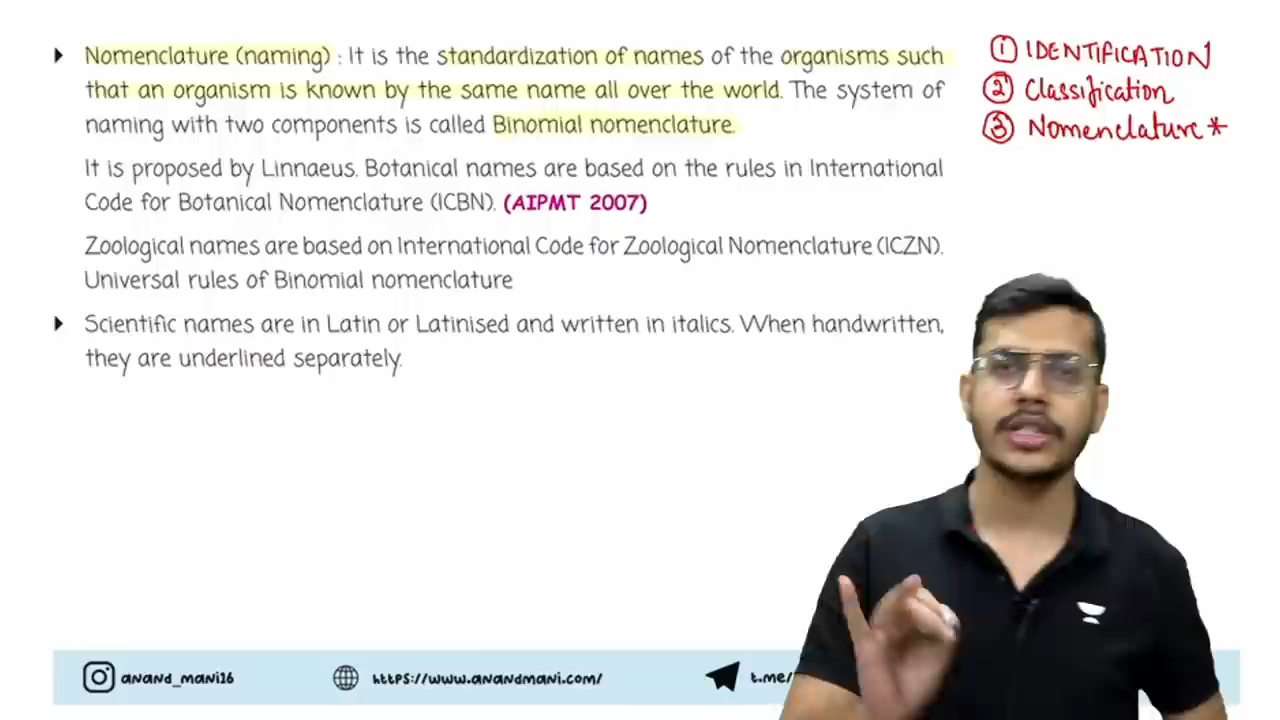 Nomenclature (naming) : It is the standardization of names of the organisms such
that an organism is known by the same name all over the world. The system of
naming with two components is called Binomial nomenclature.
It is proposed by Linnaeus. Botanical names are based on the rules in International
Code for Botanical Nomenclature (ICBN). (AIPMT 2007)
Zoological names are based on International Code for Zoological Nomenclature (ICZN).
Universal rules of Binomial nomenclature
Scientific names are in Latin or Latinised and written in italics. When handwritten,
they are underlined separately.
① IDENTIFICATION
② Classification
③ Nomenclature *
anand_mani16
https://www.anandmani.com/
t.me/